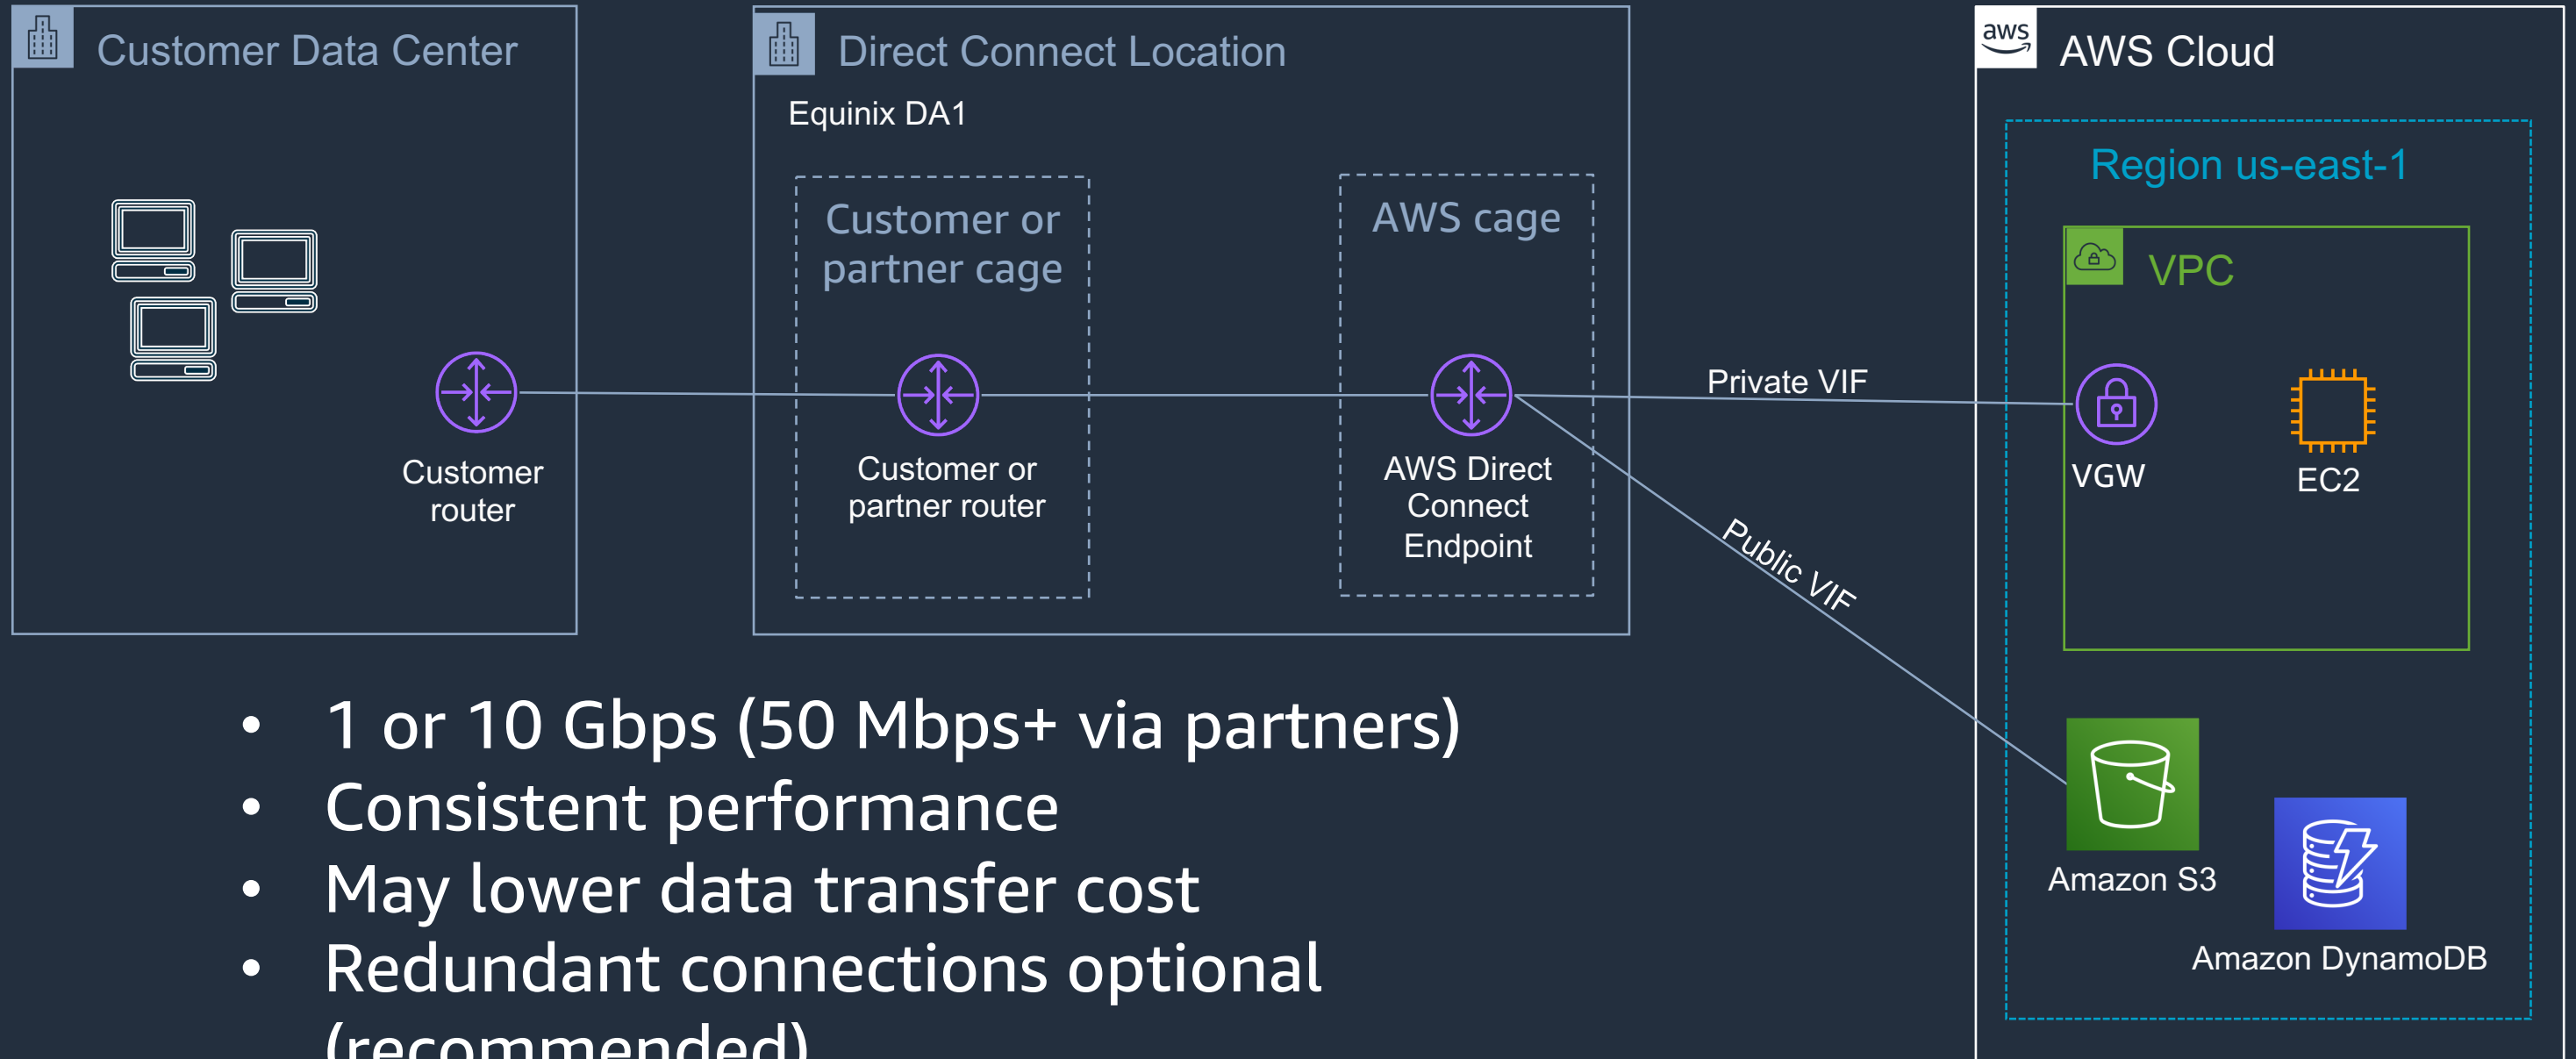 Customer Data Center
Customer
router
Direct Connect Location
Equinix DA1
Customer or
partner cage
Customer or
partner router
AWS cage
AWS Direct
Connect
Endpoint
Private VIF
Public VIF
aws
AWS Cloud
Region us-east-1
VPC
VGW
EC2
Amazon S3
Amazon DynamoDB
• 1 or 10 Gbps (50 Mbps+ via partners)
• Consistent performance
• May lower data transfer cost
• Redundant connections optional
(recommended)